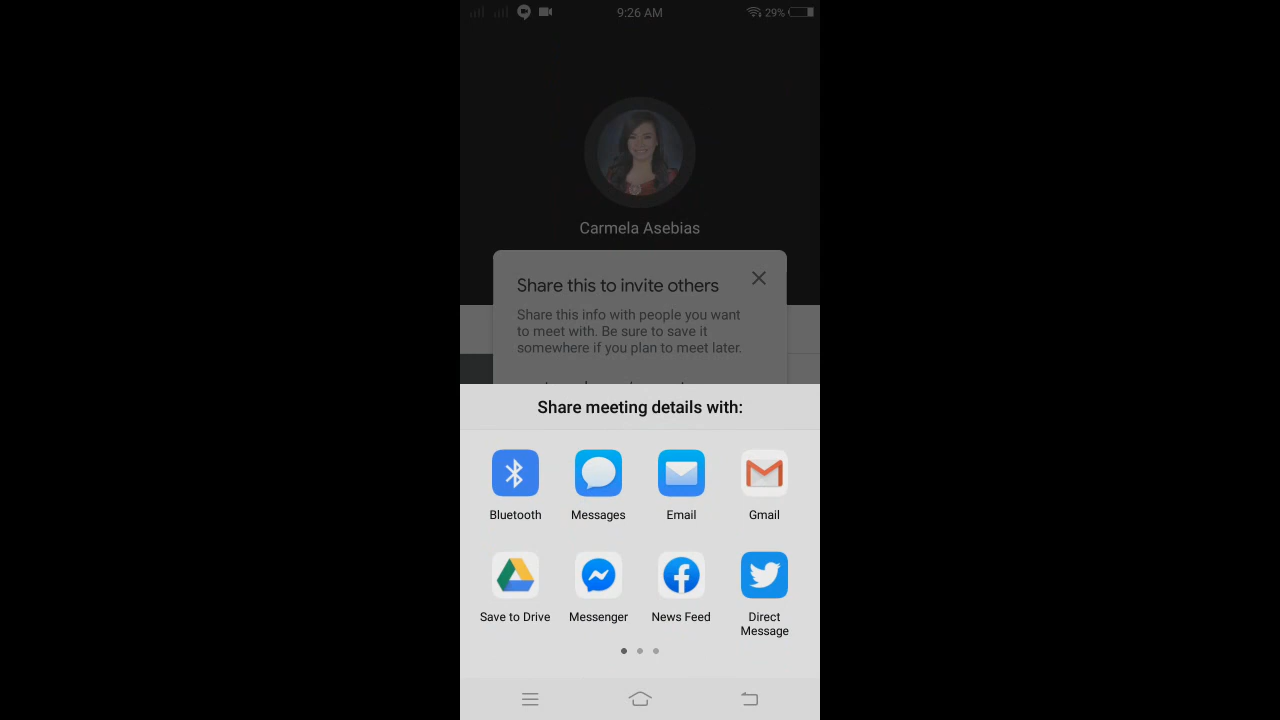 9:26 AM
29%
Carmela Asebias
Share this to invite others
Share this info with people you want
to meet with. Be sure to save it
somewhere if you plan to meet later.
Share meeting details with:
Bluetooth
Messages
Email
Gmail
Save to Drive
Messenger
News Feed
Direct
Message